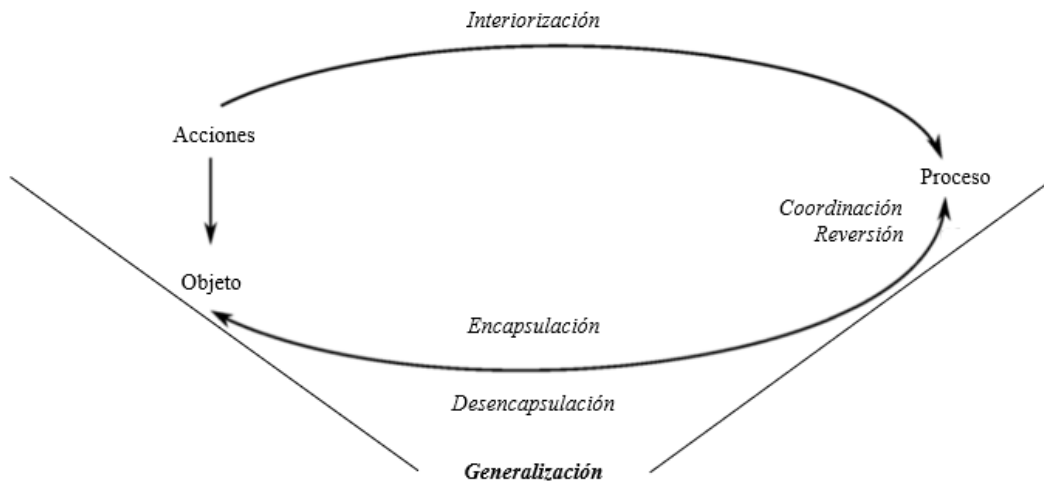 Interiorización
Acciones
Proceso
Coordinación
Reversión
Objeto
Encapsulación
Desencapsulación
Generalización